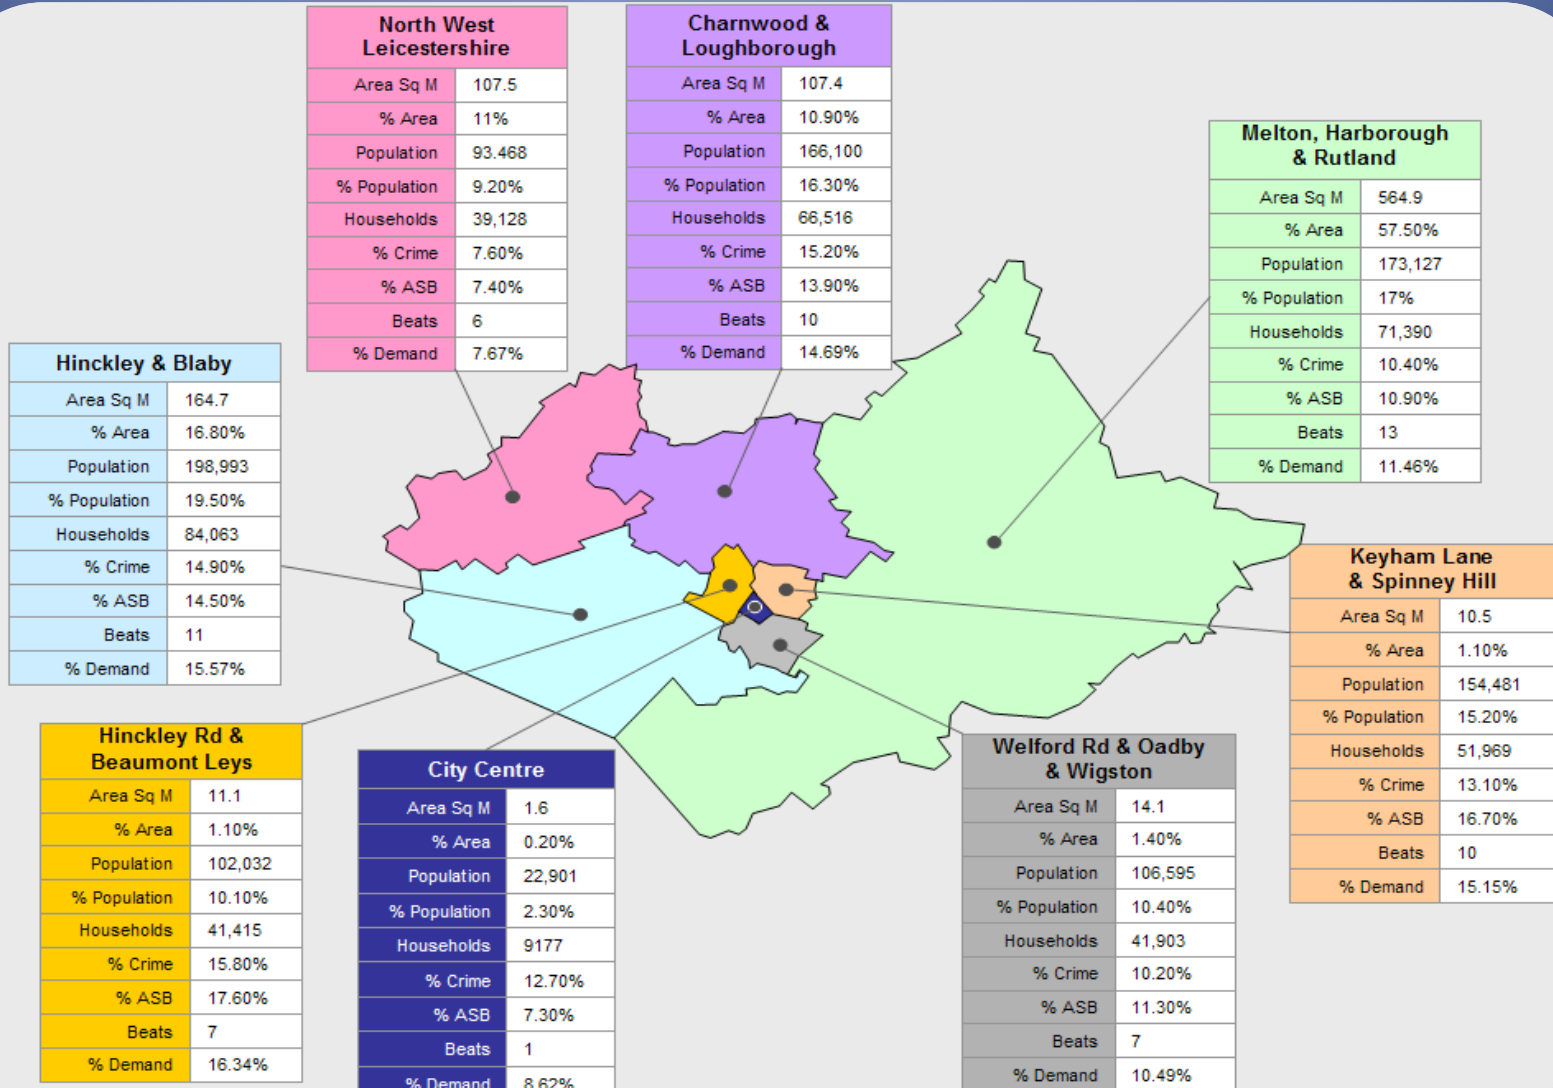 North West
Leicestershire
Area Sq M 107.5
% Area 11%
Population 93.468
% Population 9.20%
Households 39,128
% Crime 7.60%
% ASB 7.40%
Beats 6
% Demand 7.67%
Charnwood &
Loughborough
Area Sq M 107.4
% Area 10.90%
Population 166,100
% Population 16.30%
Households 66,516
% Crime 15.20%
% ASB 13.90%
Beats 10
% Demand 14.69%
Melton, Harborough
& Rutland
Area Sq M 564.9
% Area 57.50%
Population 173,127
% Population 17%
Households 71,390
% Crime 10.40%
% ASB 10.90%
Beats 13
% Demand 11.46%
Hinckley & Blaby
Area Sq M 164.7
% Area 16.80%
Population 198,993
% Population 19.50%
Households 84,063
% Crime 14.90%
% ASB 14.50%
Beats 11
% Demand 15.57%
Keyham Lane
& Spinney Hill
Area Sq M 10.5
% Area 1.10%
Population 154,481
% Population 15.20%
Households 51,969
% Crime 13.10%
% ASB 16.70%
Beats 10
% Demand 15.15%
Hinckley Rd &
Beaumont Leys
Area Sq M 11.1
% Area 1.10%
Population 102,032
% Population 10.10%
Households 41,415
% Crime 15.80%
% ASB 17.60%
Beats 7
% Demand 16.34%
City Centre
Area Sq M 1.6
% Area 0.20%
Population 22,901
% Population 2.30%
Households 9177
% Crime 12.70%
% ASB 7.30%
Beats 1
% Demand 8.62%
Welford Rd & Oadby
& Wigston
Area Sq M 14.1
% Area 1.40%
Population 106,595
% Population 10.40%
Households 41,903
% Crime 10.20%
% ASB 11.30%
Beats 7
% Demand 10.49%